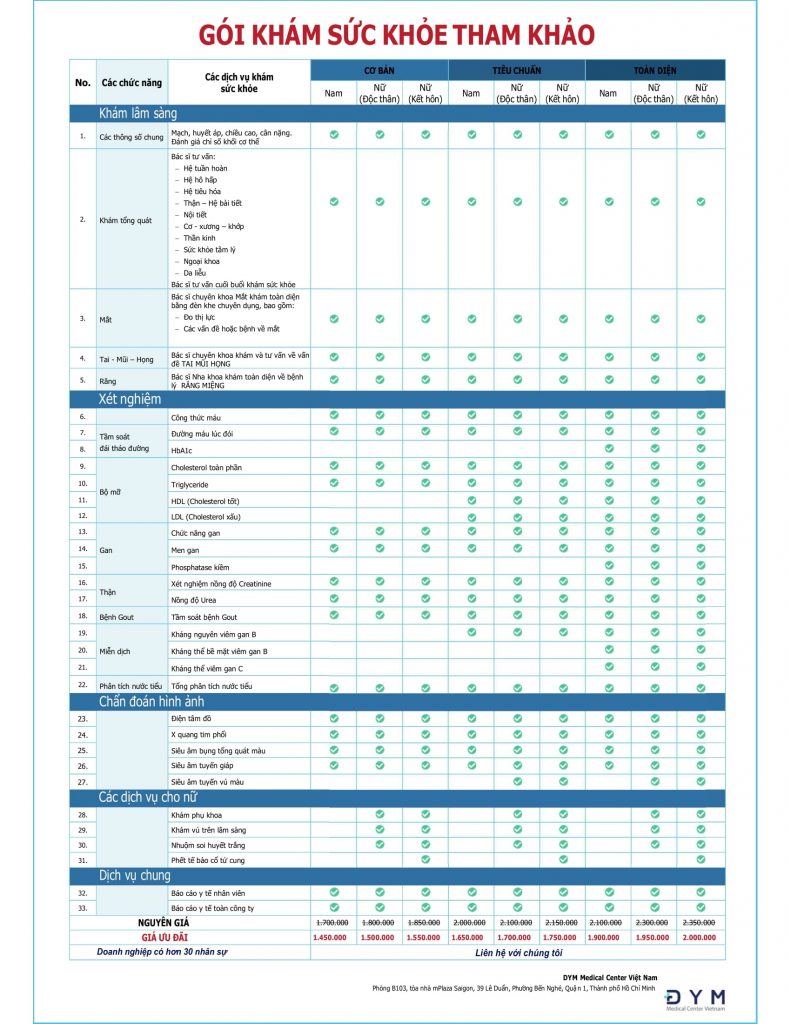 GÓI KHÁM SỨC KHỎE THAM KHẢO
No. Các chức năng Các dịch vụ khám sức khỏe CƠ BẢN TIÊU CHUẨN TOÀN DIỆN
Nam Nữ (Độc thân) Nữ (Kết hôn) Nam Nữ (Độc thân) Nữ (Kết hôn) Nam Nữ (Độc thân) Nữ (Kết hôn)
Khám lâm sàng
1. Các thông số chung Mạch, huyết áp, chiều cao, cân nặng.
Đánh giá chỉ số khối cơ thể
2. Khám tổng quát Bác sĩ tư vấn:
– Hệ tuần hoàn
– Hệ hô hấp
– Hệ tiêu hóa
– Thận – Hệ bài tiết
– Nội tiết
– Cơ - xương – khớp
– Thần kinh
– Sức khỏe tâm lý
– Ngoại khoa
– Da liễu
Bác sĩ tư vấn cuối buổi khám sức khỏe
3. Mắt Bác sĩ chuyên khoa Mắt khám toàn diện
bằng đèn khe chuyên dụng, bao gồm:
– Đo thị lực
– Các vấn đề hoặc bệnh về mắt
4. Tai - Mũi – Họng Bác sĩ chuyên khoa khám và tư vấn về vấn
đề TAI MŨI HỌNG
5. Răng Bác sĩ Nha khoa khám toàn diện về bệnh
lý RĂNG MIỆNG
Xét nghiệm
6. Công thức máu
7. Tầm soát đái tháo đường Đường máu lúc đói
8. HbA1c
9. Bộ mỡ Cholesterol toàn phần
10. Triglyceride
11. HDL (Cholesterol tốt)
12. LDL (Cholesterol xấu)
13. Gan Chức năng gan
14. Men gan
15. Phosphatase kiềm
16. Thận Xét nghiệm nồng độ Creatinine
17. Nồng độ Urea
18. Bệnh Gout Tầm soát bệnh Gout
19. Miễn dịch Kháng nguyên viêm gan B
20. Kháng thể bề mặt viêm gan B
21. Kháng thể viêm gan C
22. Phân tích nước tiểu Tổng phân tích nước tiểu
Chẩn đoán hình ảnh
23. Điện tâm đồ
24. X quang tim phổi
25. Siêu âm bụng tổng quát màu
26. Siêu âm tuyến giáp
27. Siêu âm tuyến vú màu
Các dịch vụ cho nữ
28. Khám phụ khoa
29. Khám vú trên lâm sàng
30. Nhuộm soi huyết trắng
31. Phết tế bào cổ tử cung
Dịch vụ chung
32. Báo cáo y tế nhân viên
33. Báo cáo y tế toàn công ty
NGUYÊN GIÁ 1.700.000 1.800.000 1.850.000 2.000.000 2.100.000 2.150.000 2.100.000 2.300.000 2.350.000
GIÁ ƯU ĐÃI 1.450.000 1.500.000 1.550.000 1.650.000 1.700.000 1.750.000 1.900.000 1.950.000 2.000.000
Doanh nghiệp có hơn 30 nhân sự Liên hệ với chúng tôi
DYM Medical Center Việt Nam
Phòng B103, tòa nhà mPlaza Saigon, 39 Lê Duẩn, Phường Bến Nghé, Quận 1, Thành phố Hồ Chí Minh
DYM
Medical Center Vietnam